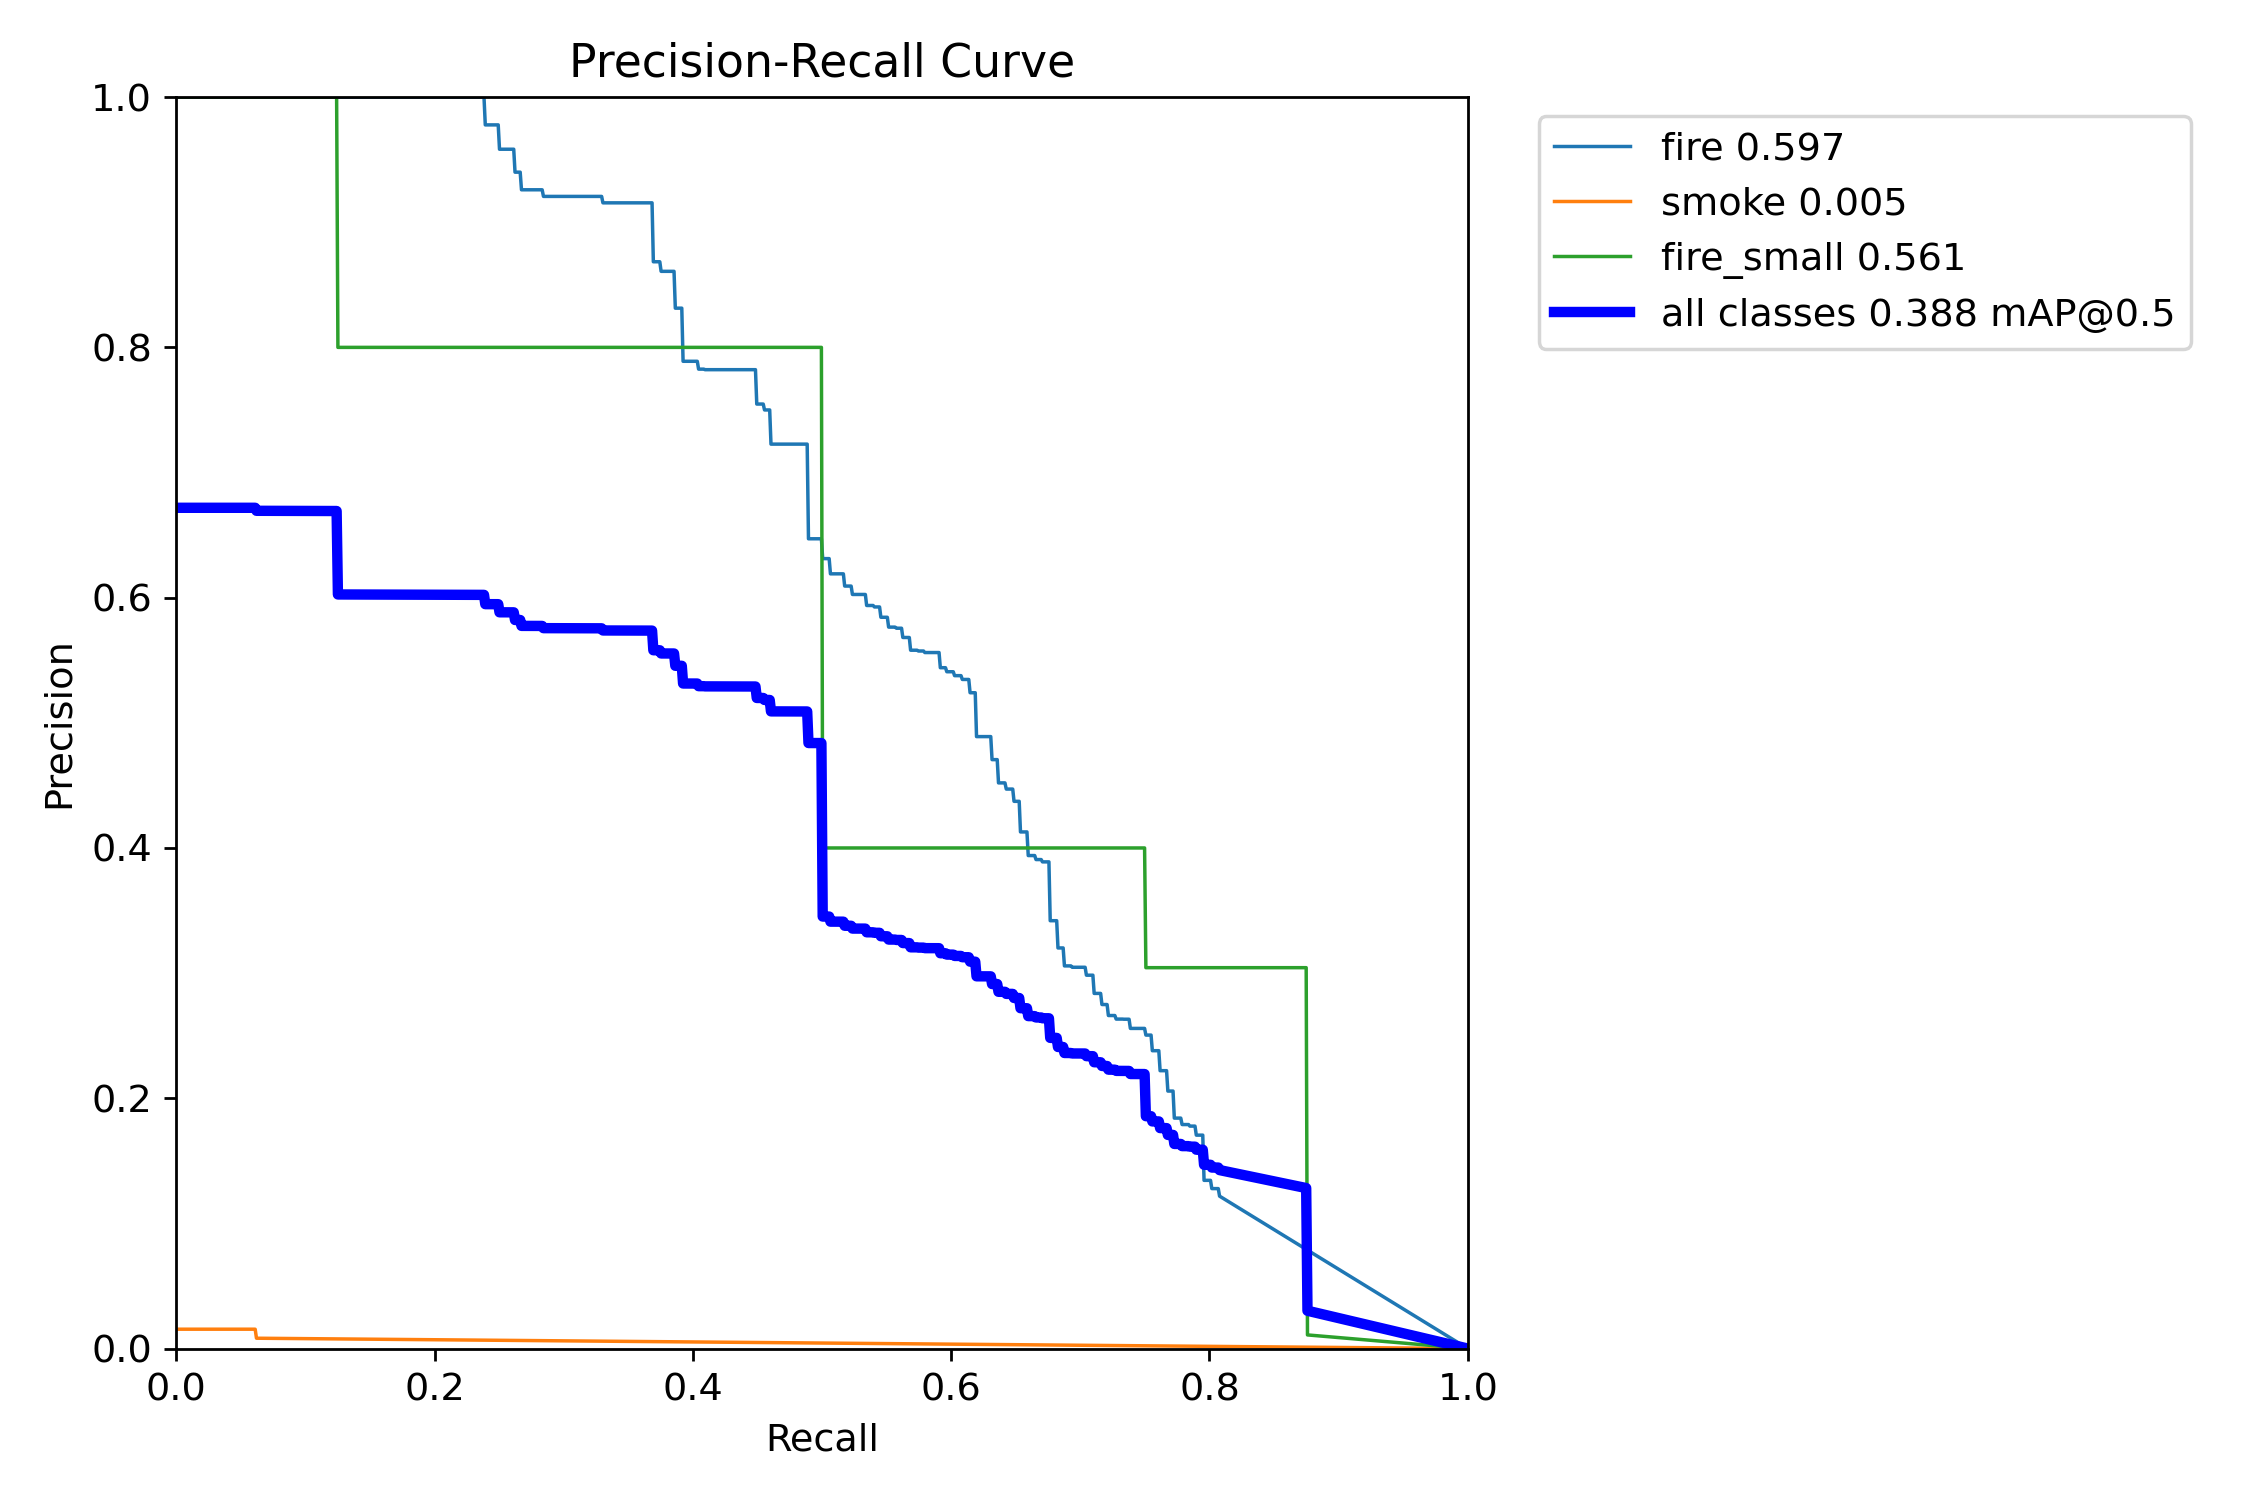 Precision-Recall Curve
1.0
0.8
0.6
0.4
0.2
0.0
Precision
0.0 0.2 0.4 0.6 0.8 1.0
Recall
fire 0.597
smoke 0.005
fire_small 0.561
all classes 0.388 mAP@0.5